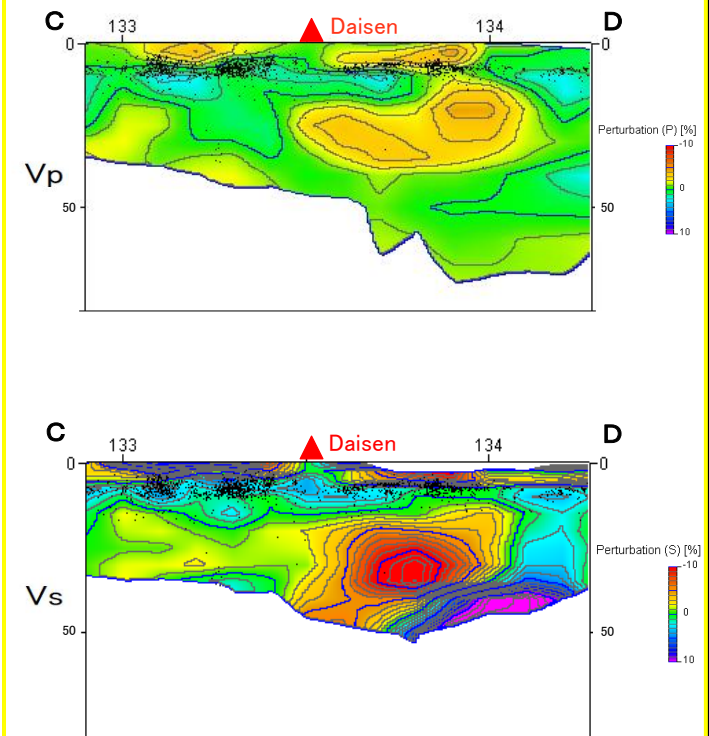 C 133 Daisen 134 D
0 0
Perturbation (P) [%]
-10
Vp 0
50 50
10
C 133 Daisen 134 D
0 0
Perturbation (S) [%]
-10
Vs 0
50 50
10